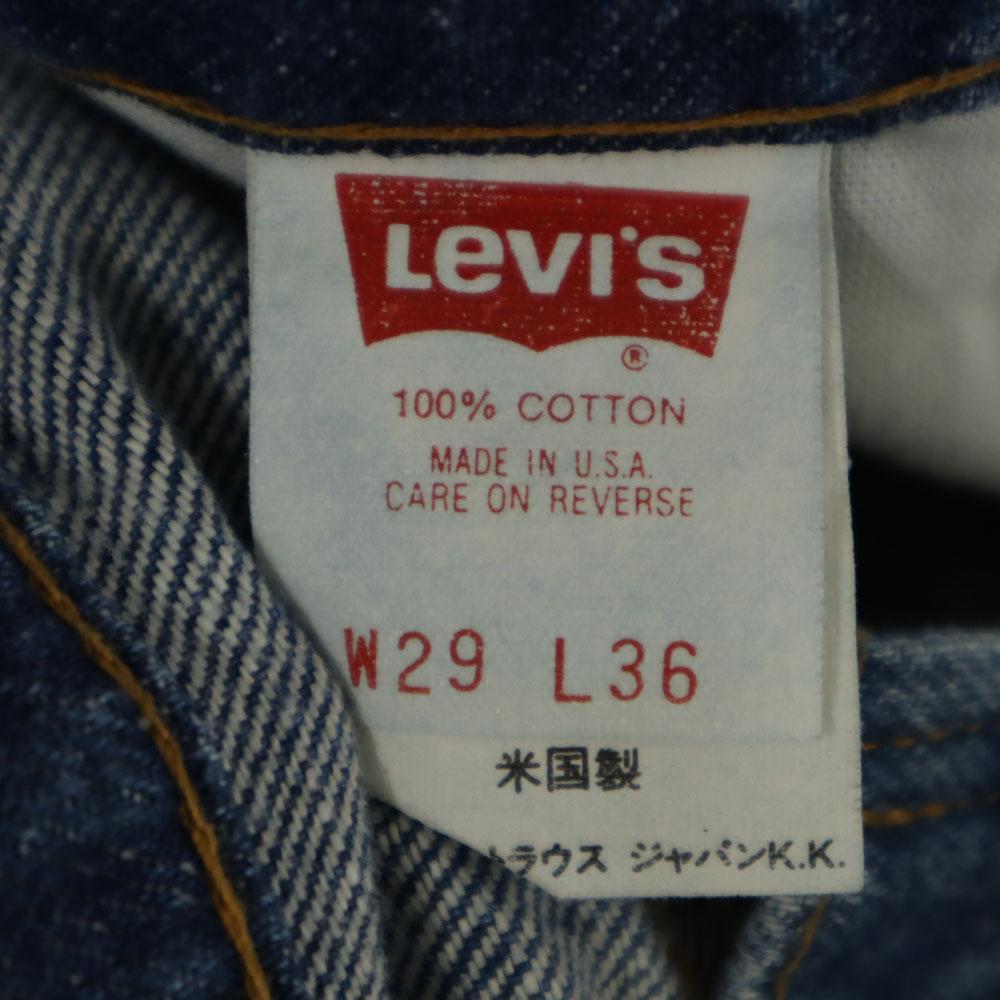 Levi's
®
100% COTTON
MADE IN U.S.A.
CARE ON REVERSE
W29 L36
米国製
トラウス ジャパンK.K.